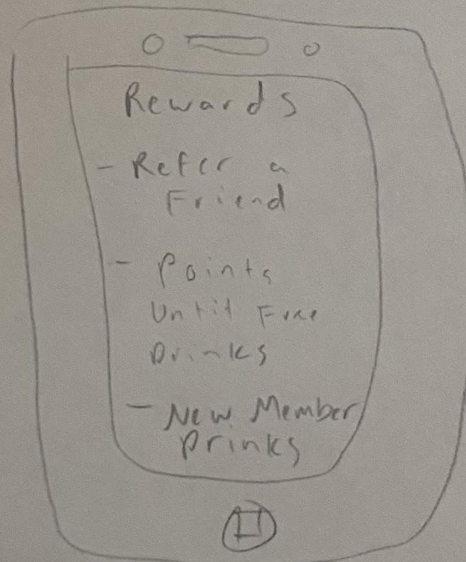 Rewards
- Refer a
Friend
- Points
Until Free
Drinks
- New Member
Drinks